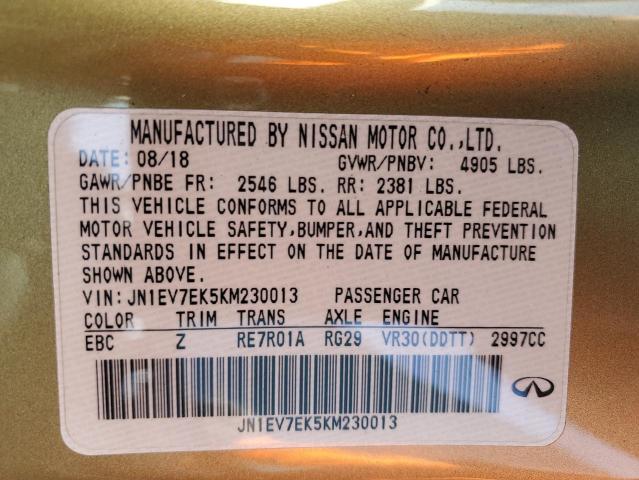 MANUFACTURED BY NISSAN MOTOR CO.,LTD.
DATE: 08/18 GVWR/PNBV: 4905 LBS.
GAWR/PNBE FR: 2546 LBS. RR: 2381 LBS.
THIS VEHICLE CONFORMS TO ALL APPLICABLE FEDERAL
MOTOR VEHICLE SAFETY,BUMPER,AND THEFT PREVENTION
STANDARDS IN EFFECT ON THE DATE OF MANUFACTURE
SHOWN ABOVE.
VIN: JN1EV7EK5KM230013 PASSENGER CAR
COLOR TRIM TRANS AXLE ENGINE
EBC Z RE7R01A RG29 VR30(DDTT) 2997CC
JN1EV7EK5KM230013